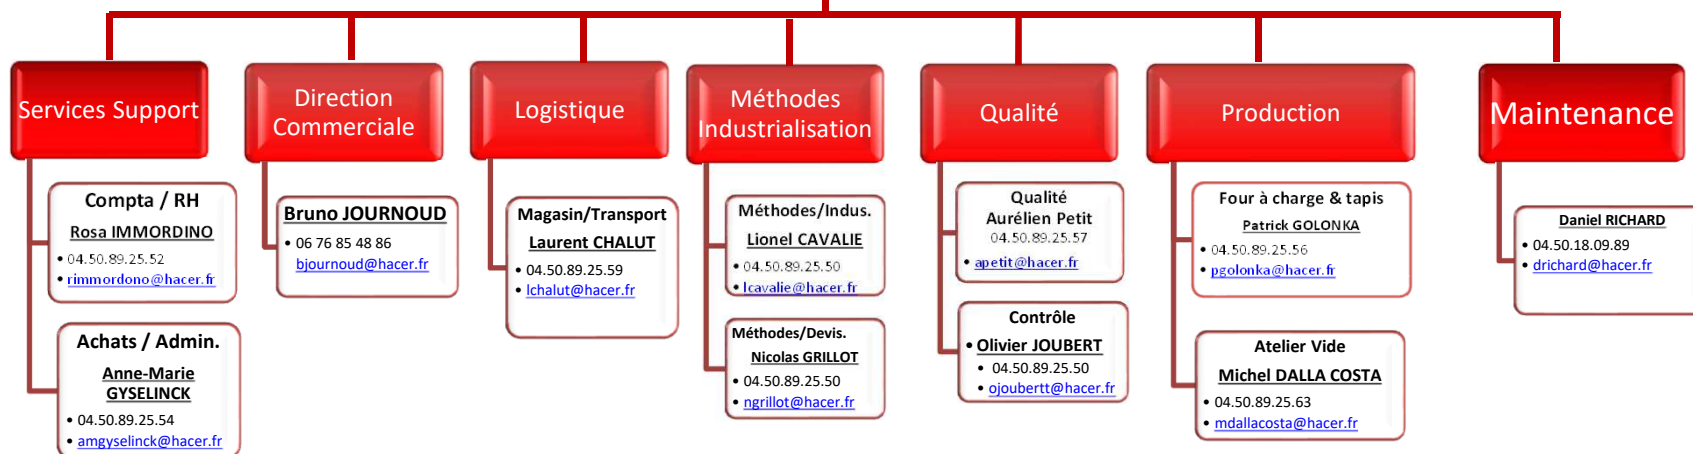 Services Support
Compta / RH
Rosa IMMORDINO
• 04.50.89.25.52
• rimmordono@hacer.fr
Achats / Admin.
Anne-Marie
GYSELINCK
• 04.50.89.25.54
• amgyselinck@hacer.fr
Direction
Commerciale
Bruno JOURNOUD
• 06 76 85 48 86
bjournoud@hacer.fr
Logistique
Magasin/Transport
Laurent CHALUT
• 04.50.89.25.59
• lchalut@hacer.fr
Méthodes
Industrialisation
Méthodes/Indus.
Lionel CAVALIE
• 04.50.89.25.50
• lcavalie@hacer.fr
Méthodes/Devis.
Nicolas GRILLOT
• 04.50.89.25.50
• ngrillot@hacer.fr
Qualité
Qualité
Aurélien Petit
04.50.89.25.57
• apetit@hacer.fr
Contrôle
• Olivier JOUBERT
• 04.50.89.25.50
• ojoubertt@hacer.fr
Production
Four à charge & tapis
Patrick GOLONKA
• 04.50.89.25.56
• pgolonka@hacer.fr
Atelier Vide
Michel DALLA COSTA
• 04.50.89.25.63
• mdallacosta@hacer.fr
Maintenance
Daniel RICHARD
• 04.50.18.09.89
• drichard@hacer.fr